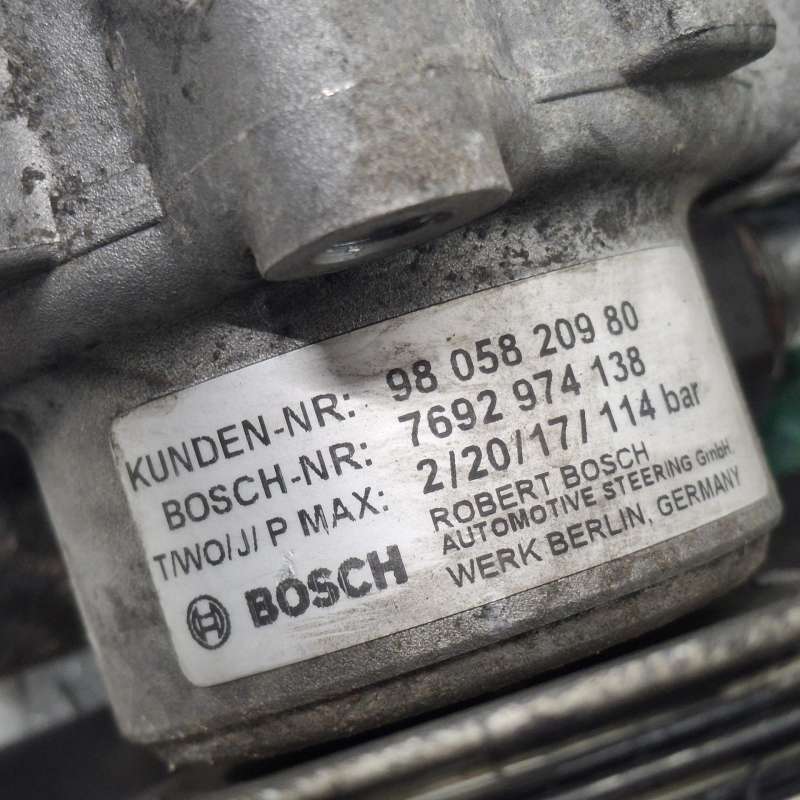 KUNDEN-NR: 98 058 209 80
BOSCH-NR: 7692 974 138
T/WO/J/ P MAX: 2/20/17/114 bar
ROBERT BOSCH
AUTOMOTIVE STEERING GmbH.
BOSCH WERK BERLIN, GERMANY